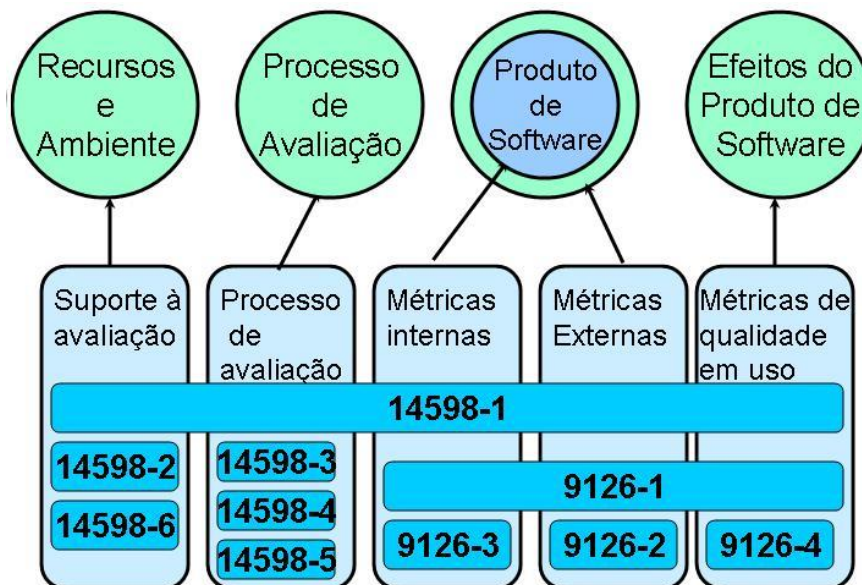 Recursos
e
Ambiente
Processo
de
Avaliação
Produto
de
Software
Efeitos do
Produto de
Software
Suporte à
avaliação
Processo
de
avaliação
Métricas
internas
Métricas
Externas
Métricas de
qualidade
em uso
14598-1
14598-2
14598-6
14598-3
14598-4
14598-5
9126-1
9126-3
9126-2
9126-4